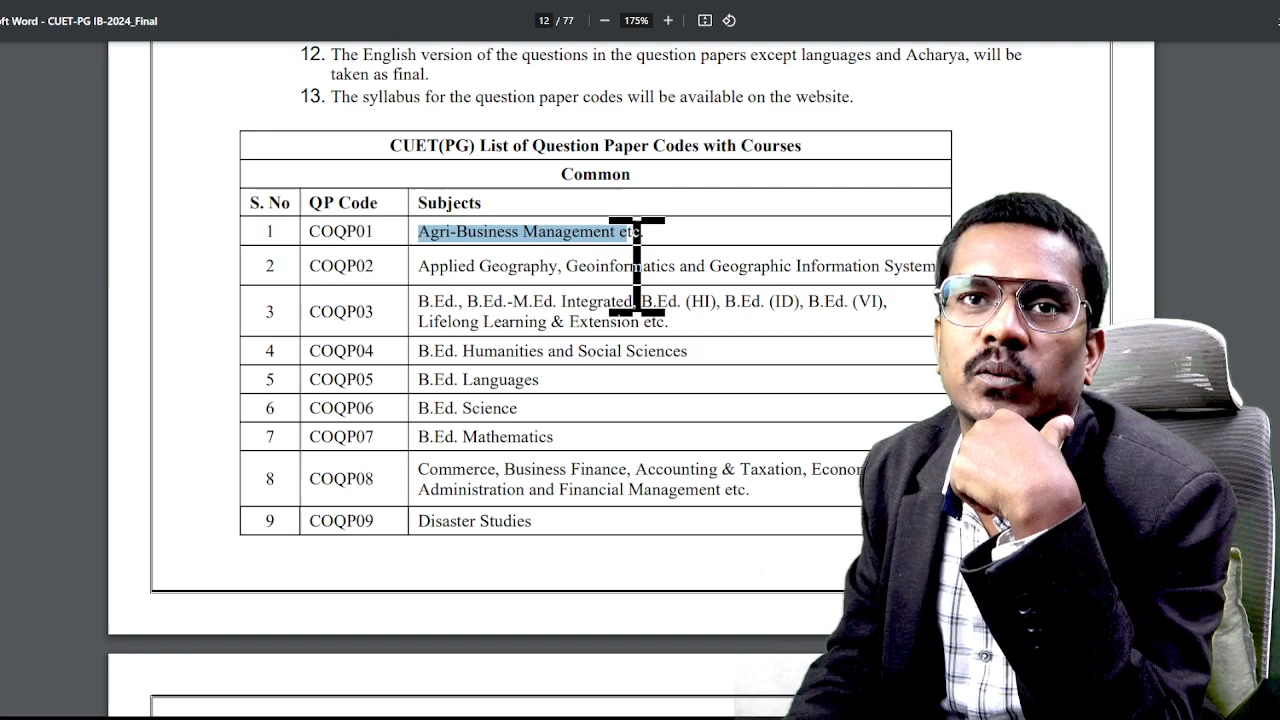 oft Word - CUET-PG IB-2024_Final
12 / 77
175%
12. The English version of the questions in the question papers except languages and Acharya, will be
taken as final.
13. The syllabus for the question paper codes will be available on the website.
CUET(PG) List of Question Paper Codes with Courses
Common
S. No QP Code Subjects
1 COQP01 Agri-Business Management etc.
2 COQP02 Applied Geography, Geoinformatics and Geographic Information System
3 COQP03 B.Ed., B.Ed.-M.Ed. Integrated, B.Ed. (HI), B.Ed. (ID), B.Ed. (VI),
Lifelong Learning & Extension etc.
4 COQP04 B.Ed. Humanities and Social Sciences
5 COQP05 B.Ed. Languages
6 COQP06 B.Ed. Science
7 COQP07 B.Ed. Mathematics
8 COQP08 Commerce, Business Finance, Accounting & Taxation,
Administration and Financial Management etc.
9 COQP09 Disaster Studies